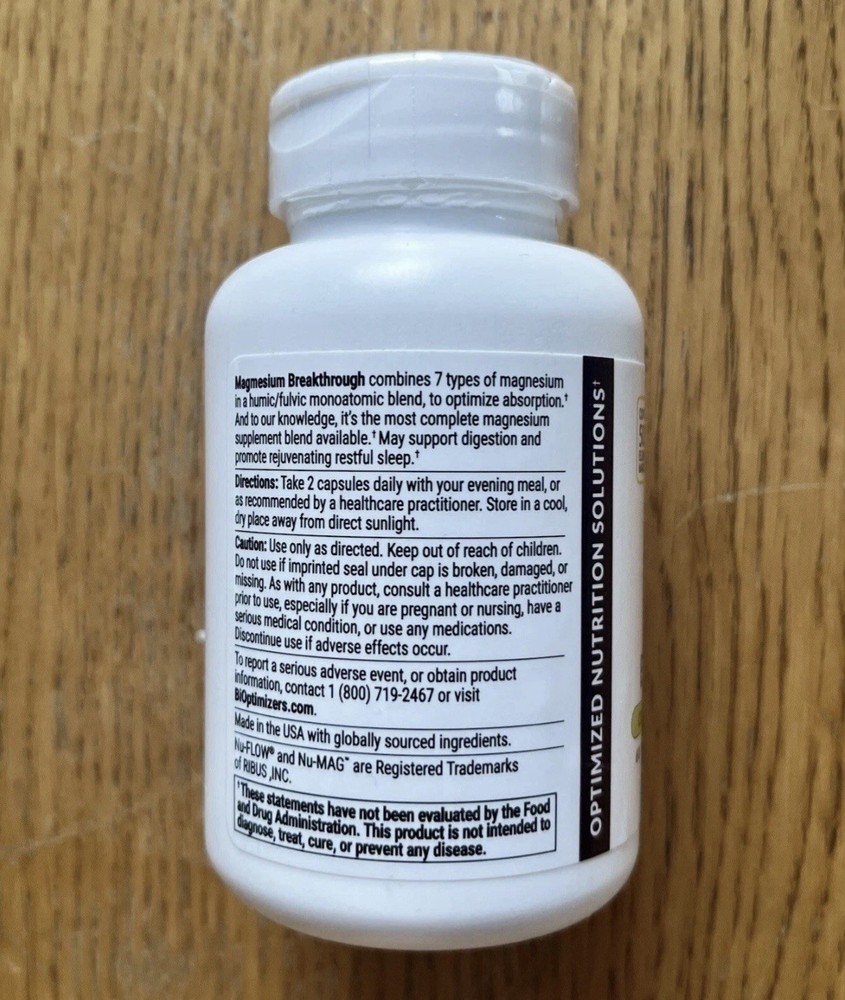 Magmesium Breakthrough combines 7 types of magnesium
in a humic/fulvic monoatomic blend, to optimize absorption.†
And to our knowledge, it's the most complete magnesium
supplement blend available.† May support digestion and
promote rejuvenating restful sleep.†
Directions: Take 2 capsules daily with your evening meal, or
as recommended by a healthcare practitioner. Store in a cool,
dry place away from direct sunlight.
Caution: Use only as directed. Keep out of reach of children.
Do not use if imprinted seal under cap is broken, damaged, or
missing. As with any product, consult a healthcare practitioner
prior to use, especially if you are pregnant or nursing, have a
serious medical condition, or use any medications.
Discontinue use if adverse effects occur.
To report a serious adverse event, or obtain product
information, contact 1 (800) 719-2467 or visit
BiOptimizers.com.
Made in the USA with globally sourced ingredients.
Nu-FLOW® and Nu-MAG™ are Registered Trademarks
of RIBUS ,INC.
†These statements have not been evaluated by the Food
and Drug Administration. This product is not intended to
diagnose, treat, cure, or prevent any disease.
OPTIMIZED NUTRITION SOLUTIONS†